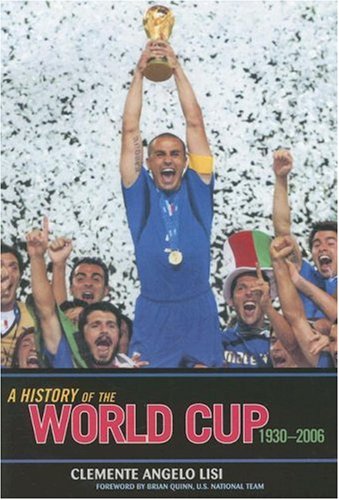 A HISTORY OF THE
WORLD CUP
1930–2006
CLEMENTE ANGELO LISI
FOREWORD BY BRIAN QUINN, U.S. NATIONAL TEAM